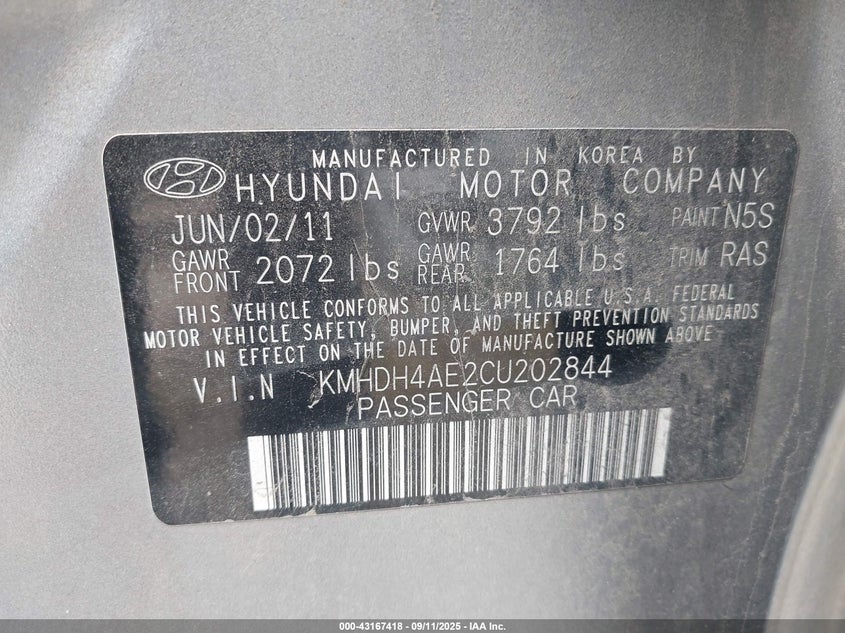 MANUFACTURED IN KOREA BY
HYUNDAI MOTOR COMPANY
JUN/02/11 GVWR 3792 lbs PAINT N5S
GAWR FRONT 2072 lbs GAWR REAR 1764 lbs TRIM RAS
THIS VEHICLE CONFORMS TO ALL APPLICABLE U.S.A. FEDERAL
MOTOR VEHICLE SAFETY, BUMPER, AND THEFT PREVENTION STANDARDS
IN EFFECT ON THE DATE OF MANUFACTURE SHOWN ABOVE
V.I.N KMHDH4AE2CU202844
PASSENGER CAR
000-43167418 - 09/11/2025 - IAA Inc.